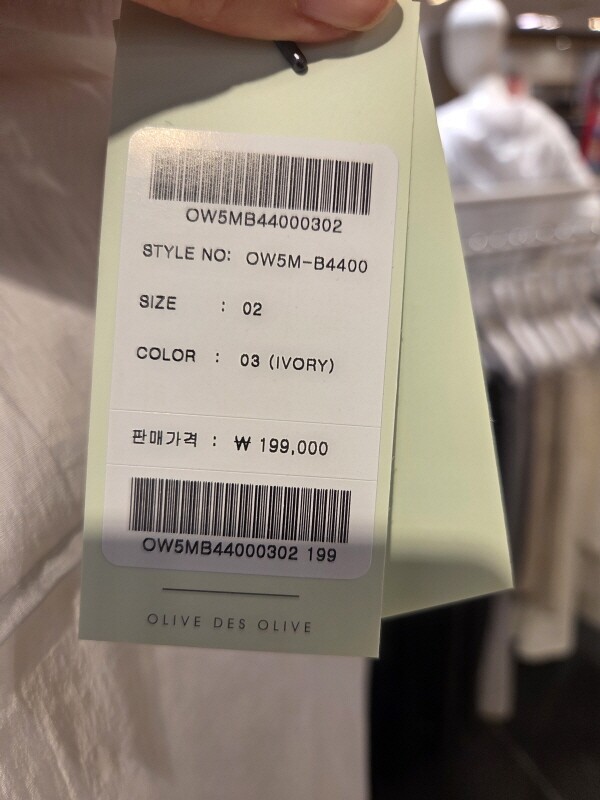 OW5MB44000302
STYLE NO: OW5M-B4400
SIZE : 02
COLOR : 03 (IVORY)
판매가격 : ₩ 199,000
OW5MB44000302 199
OLIVE DES OLIVE